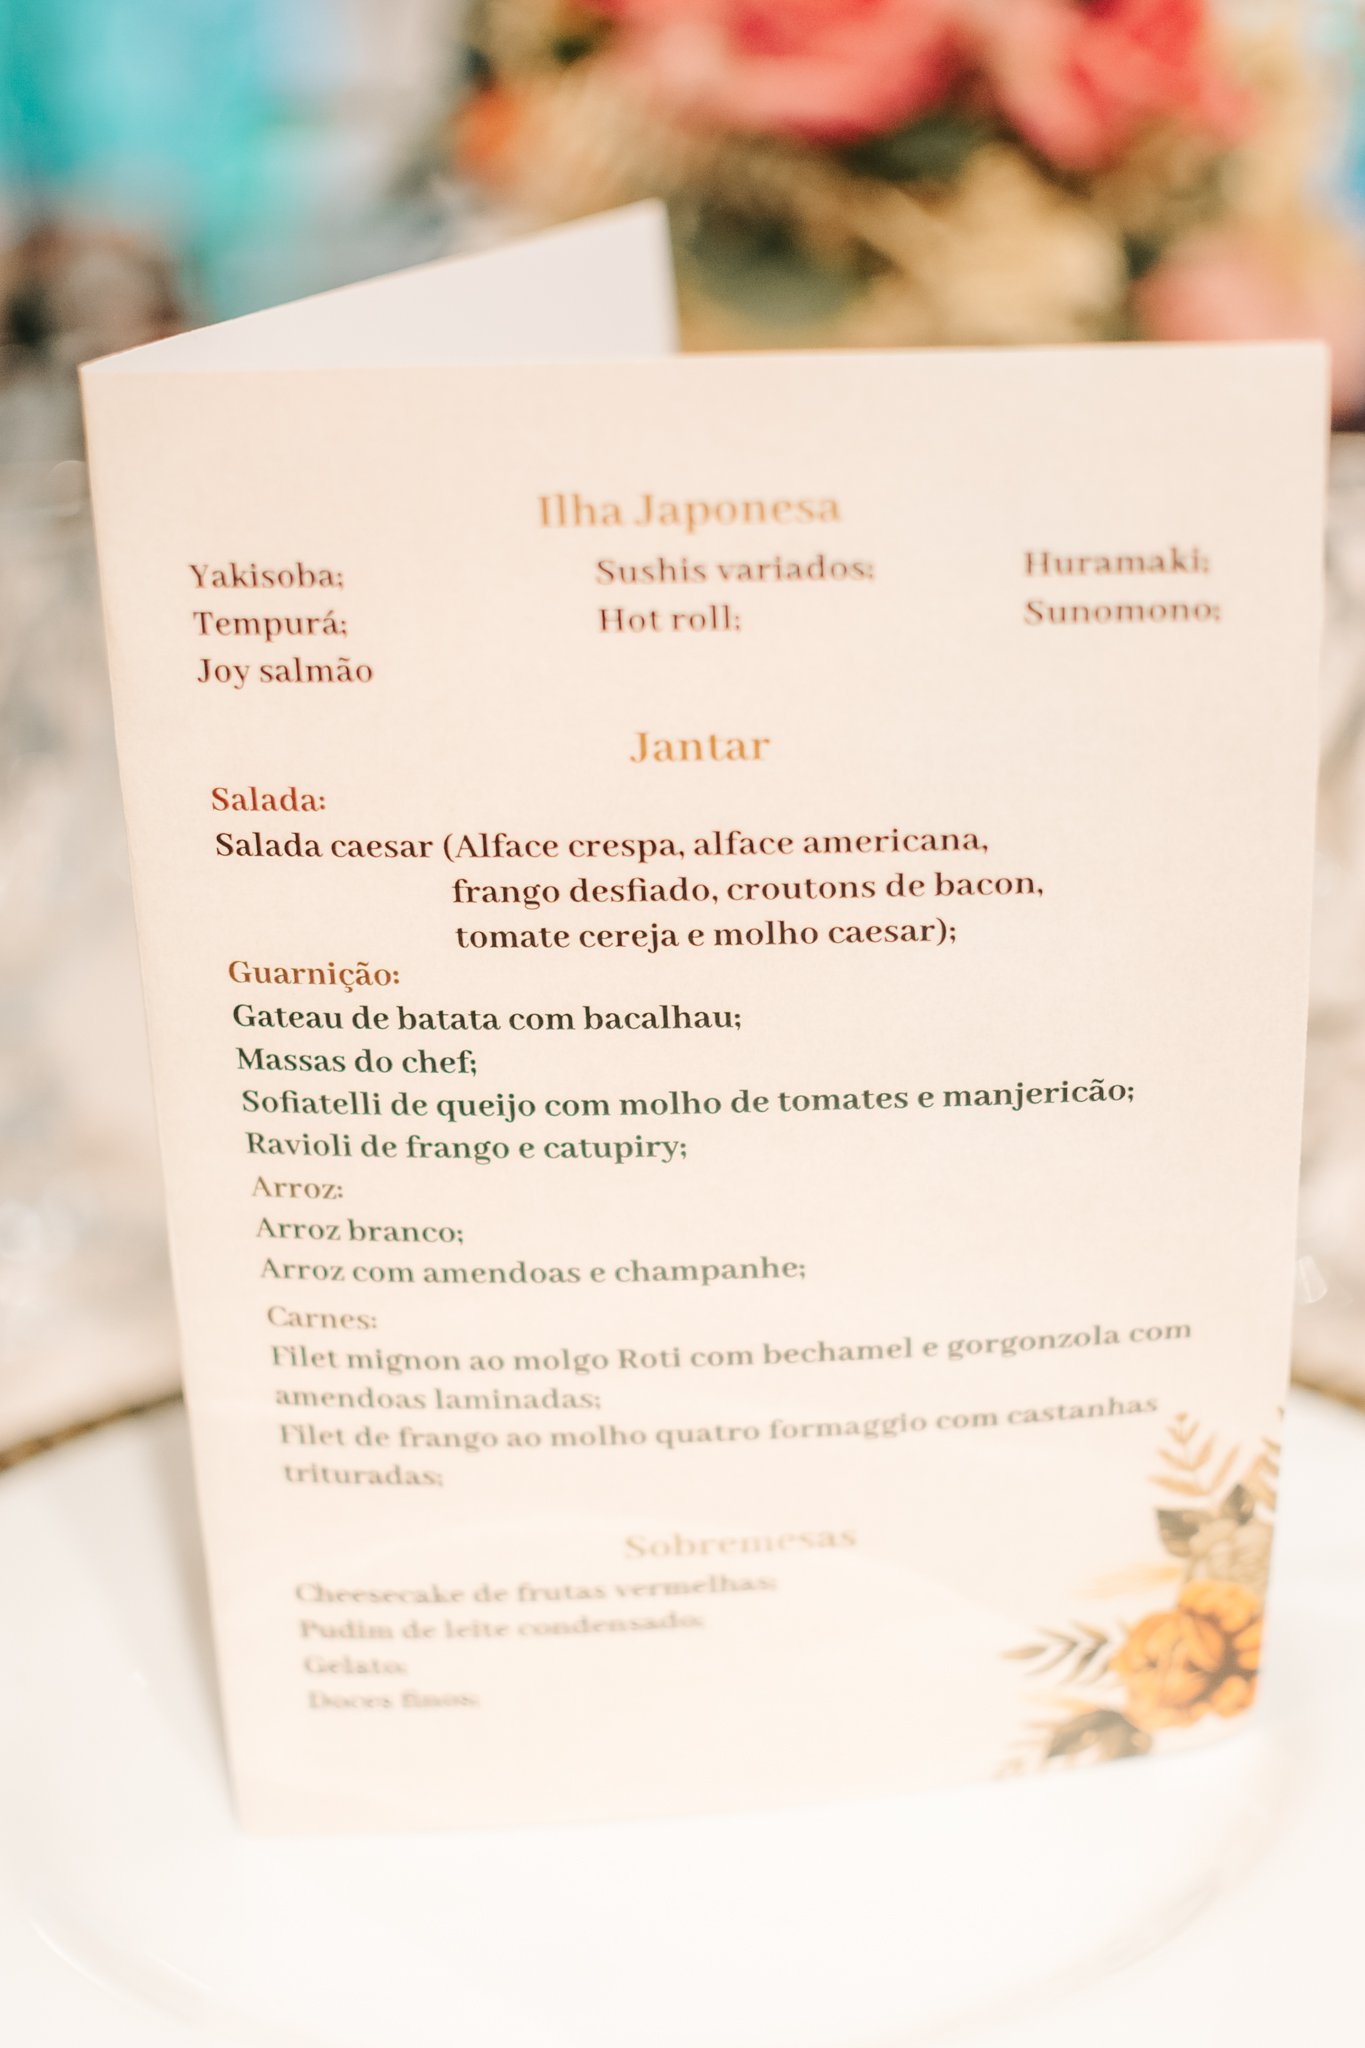 Ilha Japonesa
Yakisoba; Sushis variados; Huramaki;
Tempurá; Hot roll; Sunomono;
Joy salmão
Jantar
Salada:
Salada caesar (Alface crespa, alface americana,
frango desfiado, croutons de bacon,
tomate cereja e molho caesar);
Guarnição:
Gateau de batata com bacalhau;
Massas do chef;
Sofiatelli de queijo com molho de tomates e manjericão;
Ravioli de frango e catupiry;
Arroz:
Arroz branco;
Arroz com amendoas e champanhe;
Carnes:
Filet mignon ao molgo Roti com bechamel e gorgonzola com
amendoas laminadas;
Filet de frango ao molho quatro formaggio com castanhas
trituradas;
Sobremesas
Cheesecake de frutas vermelhas;
Pudim de leite condensado;
Gelato;
Doces finos;